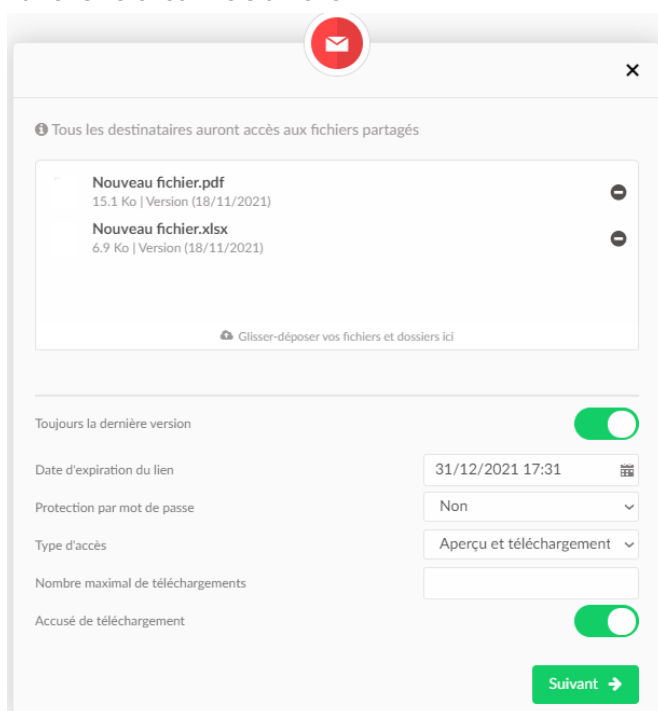 Tous les destinataires auront accès aux fichiers partagés
Nouveau fichier.pdf
15.1 Ko | Version (18/11/2021)
Nouveau fichier.xlsx
6.9 Ko | Version (18/11/2021)
Glisser-déposer vos fichiers et dossiers ici
Toujours la dernière version
Date d'expiration du lien 31/12/2021 17:31
Protection par mot de passe Non
Type d'accès Aperçu et téléchargement
Nombre maximal de téléchargements
Accusé de téléchargement
Suivant